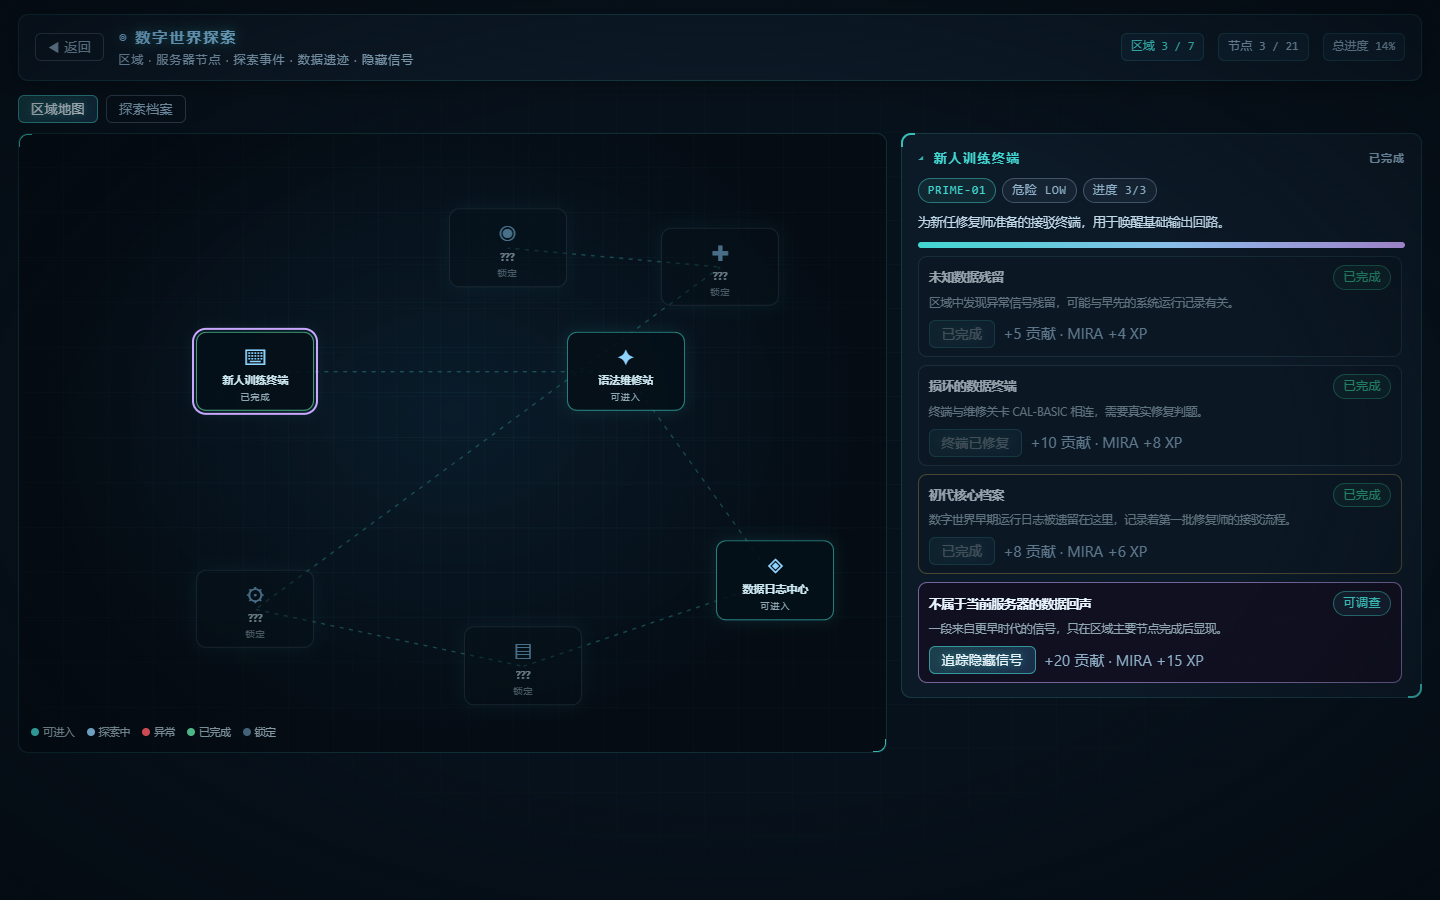 ◀ 返回
◎ 数字世界探索
区域 · 服务器节点 · 探索事件 · 数据遗迹 · 隐藏信号
区域 3 / 7
节点 3 / 21
总进度 14%
区域地图
探索档案
???
锁定
???
锁定
新人训练终端
已完成
语法维修站
可进入
数据日志中心
可进入
???
锁定
???
锁定
可进入
探索中
异常
已完成
锁定
新人训练终端
已完成
PRIME-01
危险 LOW
进度 3/3
为新任修复师准备的接驳终端，用于唤醒基础输出回路。
未知数据残留
已完成
区域中发现异常信号残留，可能与早先的系统运行记录有关。
已完成
+5 贡献 · MIRA +4 XP
损坏的数据终端
已完成
终端与维修关卡 CAL-BASIC 相连，需要真实修复判题。
终端已修复
+10 贡献 · MIRA +8 XP
初代核心档案
已完成
数字世界早期运行日志被遗留在这里，记录着第一批修复师的接驳流程。
已完成
+8 贡献 · MIRA +6 XP
不属于当前服务器的数据回声
可调查
一段来自更早时代的信号，只在区域主要节点完成后显现。
追踪隐藏信号
+20 贡献 · MIRA +15 XP